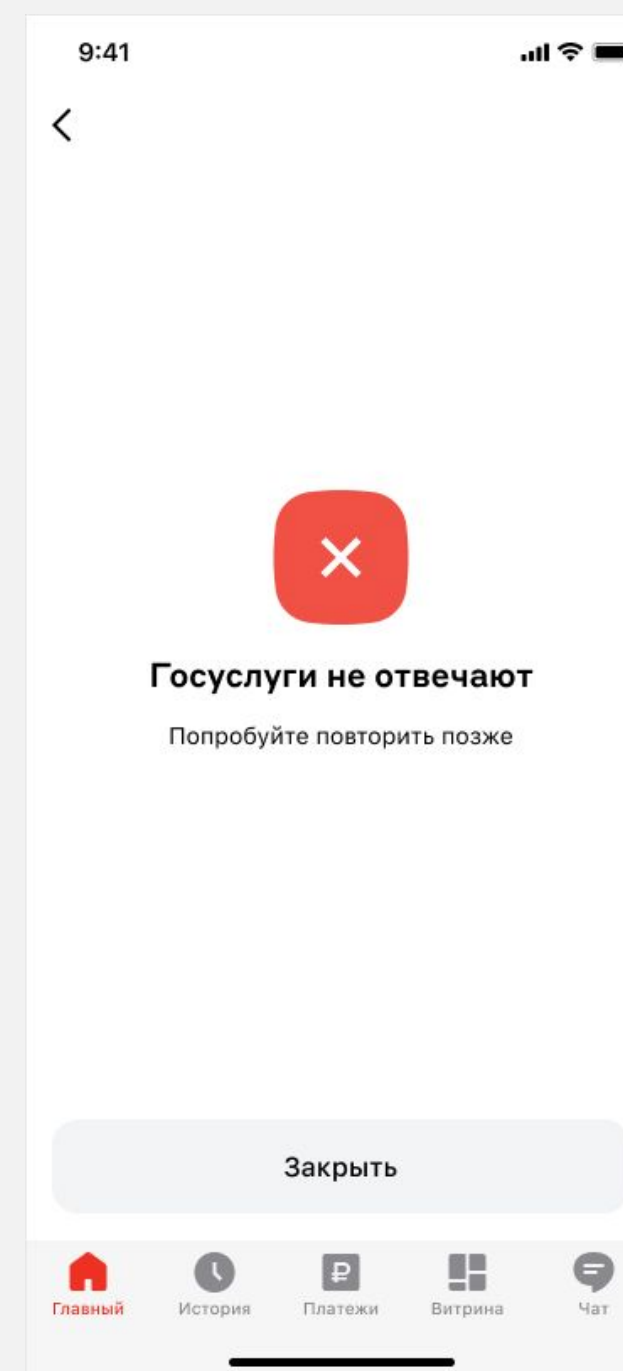 9:41
Госуслуги не отвечают
Попробуйте повторить позже
Закрыть
Главный История Платежи Витрина Чат